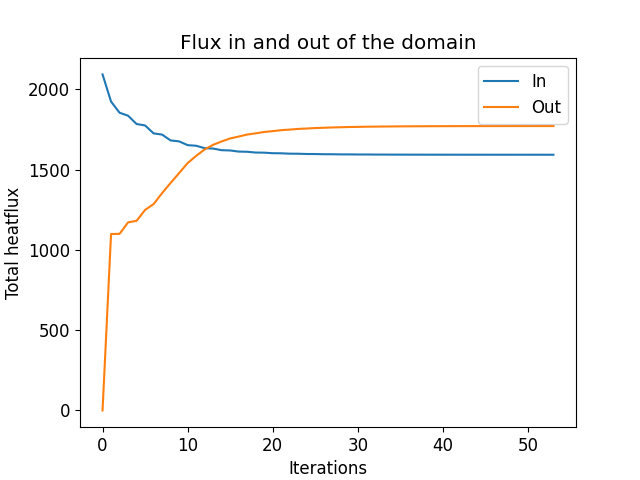 Flux in and out of the domain
In
Out
2000
1500
1000
500
0
Total heatflux
0 10 20 30 40 50
Iterations